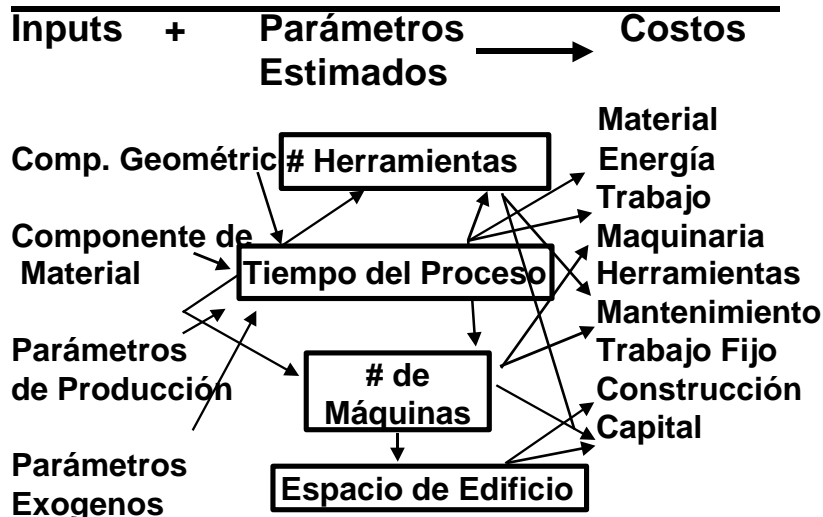 Inputs + Parámetros Costos
Estimados
Comp. Geométric
# Herramientas
Componente de
Material
Tiempo del Proceso
Parámetros
de Producción
# de
Máquinas
Parámetros
Exogenos
Espacio de Edificio
Material
Energía
Trabajo
Maquinaria
Herramientas
Mantenimiento
Trabajo Fijo
Construcción
Capital